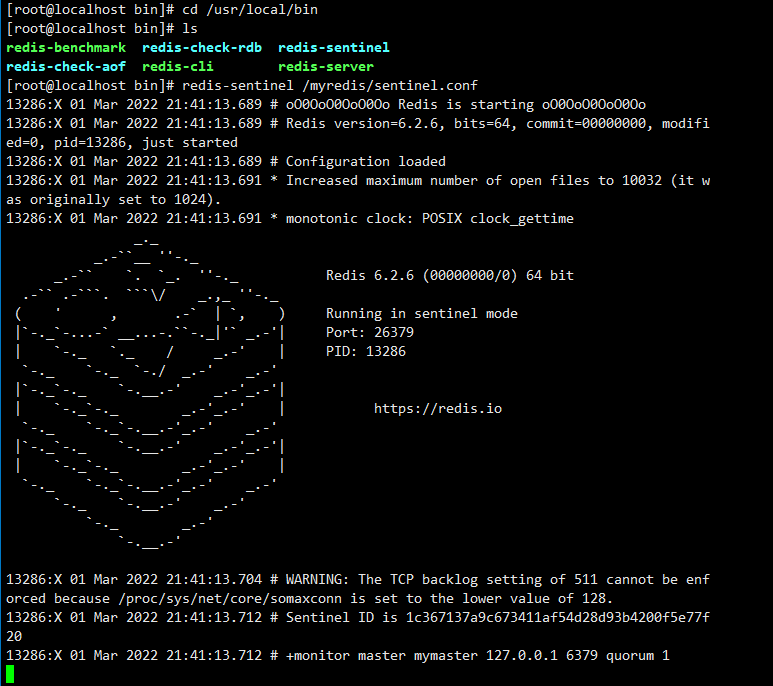 [root@localhost bin]# cd /usr/local/bin
[root@localhost bin]# ls
redis-benchmark  redis-check-rdb  redis-sentinel
redis-check-aof  redis-cli        redis-server
[root@localhost bin]# redis-sentinel /myredis/sentinel.conf
13286:X 01 Mar 2022 21:41:13.689 # oO0OoO0OoO0Oo Redis is starting oO0OoO0OoO0Oo
13286:X 01 Mar 2022 21:41:13.689 # Redis version=6.2.6, bits=64, commit=00000000, modifi
ed=0, pid=13286, just started
13286:X 01 Mar 2022 21:41:13.689 # Configuration loaded
13286:X 01 Mar 2022 21:41:13.691 * Increased maximum number of open files to 10032 (it w
as originally set to 1024).
13286:X 01 Mar 2022 21:41:13.691 * monotonic clock: POSIX clock_gettime
Redis 6.2.6 (00000000/0) 64 bit
Running in sentinel mode
Port: 26379
PID: 13286
https://redis.io
13286:X 01 Mar 2022 21:41:13.704 # WARNING: The TCP backlog setting of 511 cannot be enf
orced because /proc/sys/net/core/somaxconn is set to the lower value of 128.
13286:X 01 Mar 2022 21:41:13.712 # Sentinel ID is 1c367137a9c673411af54d28d93b4200f5e77f
20
13286:X 01 Mar 2022 21:41:13.712 # +monitor master mymaster 127.0.0.1 6379 quorum 1